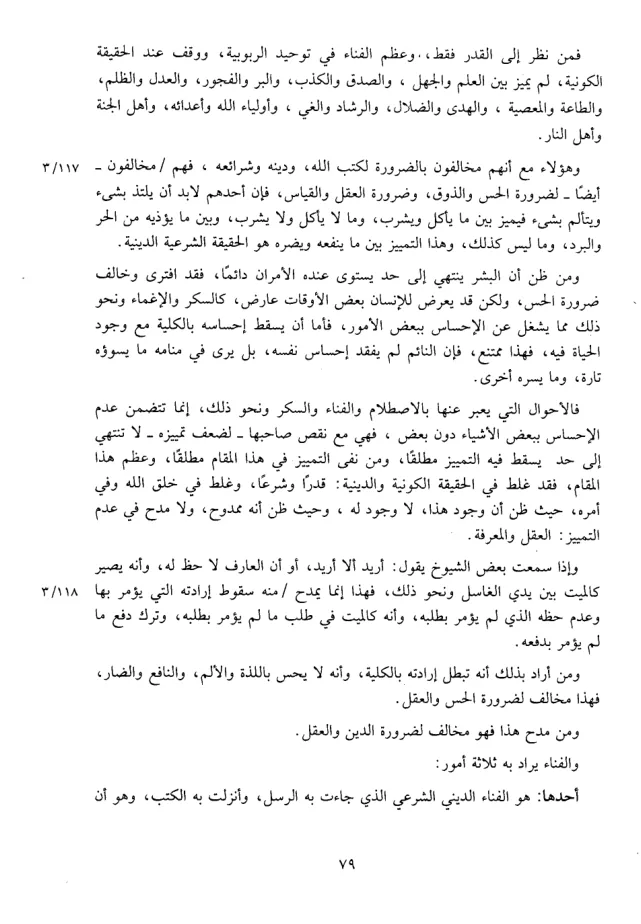 فمن نظر إلى القدر فقط، وعظم الفناء في توحيد الربوبية، ووقف عند الحقيقة
الكونية، لم يميز بين العلم والجهل ، والصدق والكذب، والبر والفجور، والعدل والظلم،
والطاعة والمعصية ، والهدى والضلال، والرشاد والغي ، وأولياء الله وأعدائه، وأهل الجنة
وأهل النار.
وهؤلاء مع أنهم مخالفون بالضرورة لكتب الله، ودينه وشرائعه ، فهم / مخالفون ـ ٣/١١٧
أيضًا ـ لضرورة الحس والذوق، وضرورة العقل والقياس، فإن أحدهم لابد أن يلتذ بشىء
ويتألم بشىء فيميز بين ما يأكل ويشرب، وما لا يأكل ولا يشرب، وبين ما يؤذيه من الحر
والبرد، وما ليس كذلك، وهذا التمييز بين ما ينفعه ويضره هو الحقيقة الشرعية الدينية.
ومن ظن أن البشر ينتهي إلى حد يستوى عنده الأمران دائمًا، فقد افترى وخالف
ضرورة الحس، ولكن قد يعرض للإنسان بعض الأوقات عارض، كالسكر والإغماء ونحو
ذلك مما يشغل عن الإحساس ببعض الأمور، فأما أن يسقط إحساسه بالكلية مع وجود
الحياة فيه، فهذا ممتنع، فإن النائم لم يفقد إحساس نفسه، بل يرى في منامه ما يسوؤه
تارة، وما يسره أخرى.
فالأحوال التي يعبر عنها بالاصطلام والفناء والسكر ونحو ذلك، إنما تتضمن عدم
الإحساس ببعض الأشياء دون بعض ، فهي مع نقص صاحبها ـ لضعف تمييزه ـ لا تنتهي
إلى حد يسقط فيه التمييز مطلقًا، ومن نفى التمييز في هذا المقام مطلقًا، وعظم هذا
المقام، فقد غلط في الحقيقة الكونية والدينية: قدرًا وشرعًا، وغلط في خلق الله وفي
أمره، حيث ظن أن وجود هذا، لا وجود له ، وحيث ظن أنه ممدوح، ولا مدح في عدم
التمييز: العقل والمعرفة.
وإذا سمعت بعض الشيوخ يقول: أريد ألا أريد، أو أن العارف لا حظ له، وأنه يصير
كالميت بين يدي الغاسل ونحو ذلك، فهذا إنما يمدح / منه سقوط إرادته التي يؤمر بها ٣/١١٨
وعدم حظه الذي لم يؤمر بطلبه، وأنه كالميت في طلب ما لم يؤمر بطلبه، وترك دفع ما
لم يؤمر بدفعه.
ومن أراد بذلك أنه تبطل إرادته بالكلية، وأنه لا يحس باللذة والألم، والنافع والضار،
فهذا مخالف لضرورة الحس والعقل.
ومن مدح هذا فهو مخالف لضرورة الدين والعقل.
والفناء يراد به ثلاثة أمور:
أحدها: هو الفناء الديني الشرعي الذي جاءت به الرسل، وأنزلت به الكتب، وهو أن
٧٩